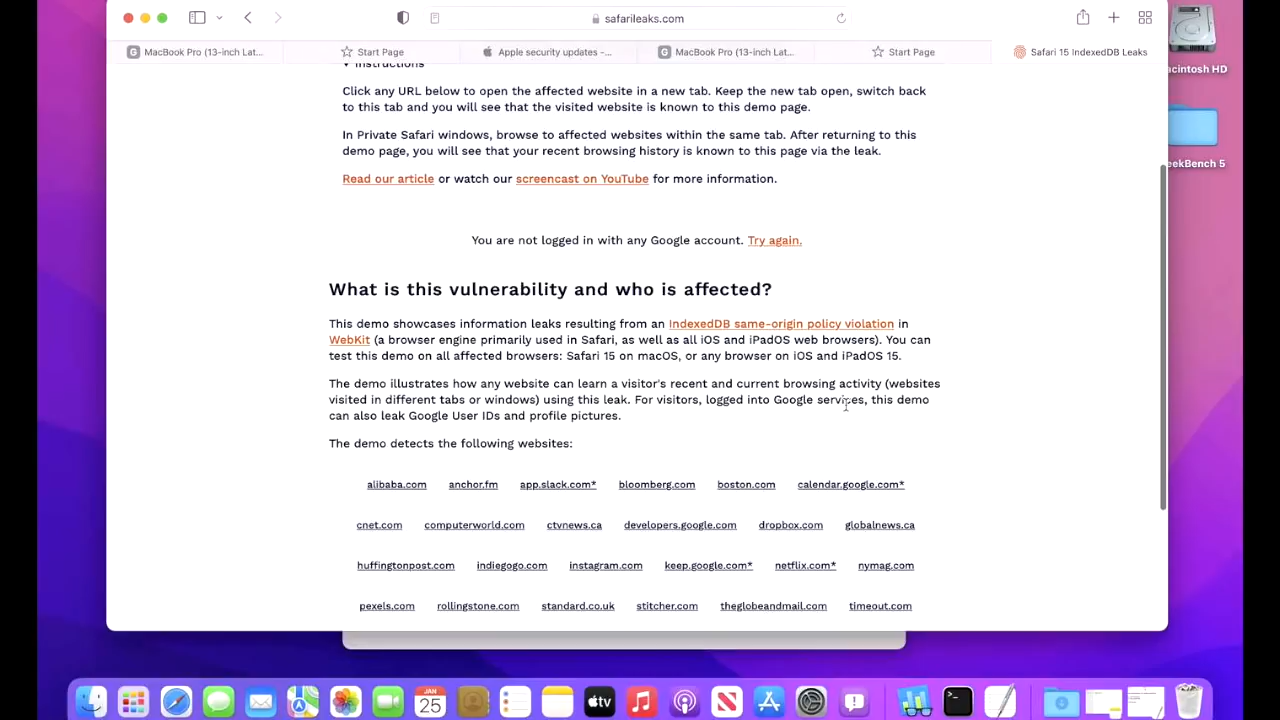 safarileaks.com
MacBook Pro (13-inch Lat...
Start Page
Apple security updates -...
MacBook Pro (13-inch Lat...
Start Page
Safari 15 IndexedDB Leaks
Instructions
Click any URL below to open the affected website in a new tab. Keep the new tab open, switch back
to this tab and you will see that the visited website is known to this demo page.
In Private Safari windows, browse to affected websites within the same tab. After returning to this
demo page, you will see that your recent browsing history is known to this page via the leak.
Read our article or watch our screencast on YouTube for more information.
You are not logged in with any Google account. Try again.
What is this vulnerability and who is affected?
This demo showcases information leaks resulting from an IndexedDB same-origin policy violation in
WebKit (a browser engine primarily used in Safari, as well as all iOS and iPadOS web browsers). You can
test this demo on all affected browsers: Safari 15 on macOS, or any browser on iOS and iPadOS 15.
The demo illustrates how any website can learn a visitor's recent and current browsing activity (websites
visited in different tabs or windows) using this leak. For visitors, logged into Google services, this demo
can also leak Google User IDs and profile pictures.
The demo detects the following websites:
alibaba.com anchor.fm app.slack.com* bloomberg.com boston.com calendar.google.com*
cnet.com computerworld.com ctvnews.ca developers.google.com dropbox.com globalnews.ca
huffingtonpost.com indiegogo.com instagram.com keep.google.com* netflix.com* nymag.com
pexels.com rollingstone.com standard.co.uk stitcher.com theglobeandmail.com timeout.com
acintosh HD
eekBench 5
JAN
25
tv